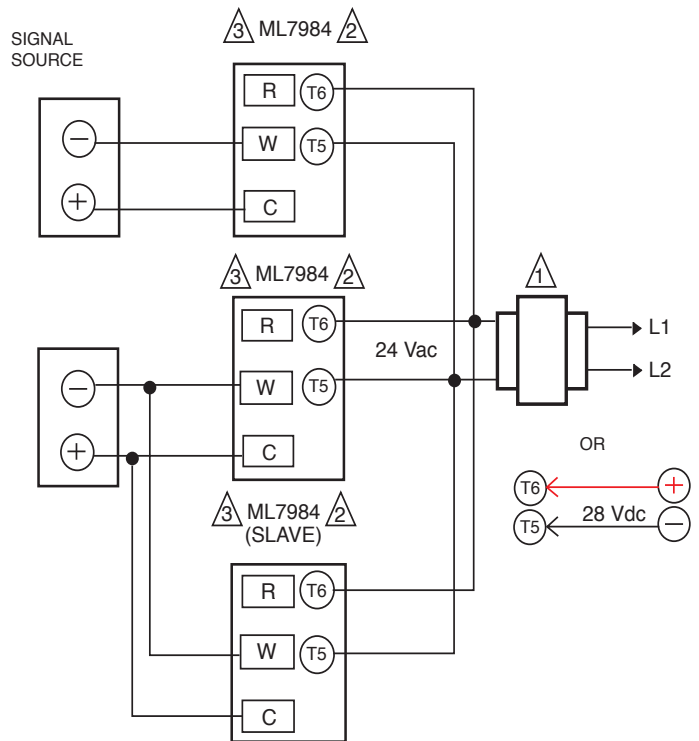 SIGNAL
SOURCE
3 ML7984 2
R T6
− W T5
+ C
3 ML7984 2
1
R T6
24 Vac
L1
− W T5
L2
+ C
OR
3 ML7984 2
(SLAVE)
T6 +
T5 28 Vdc −
R T6
W T5
C